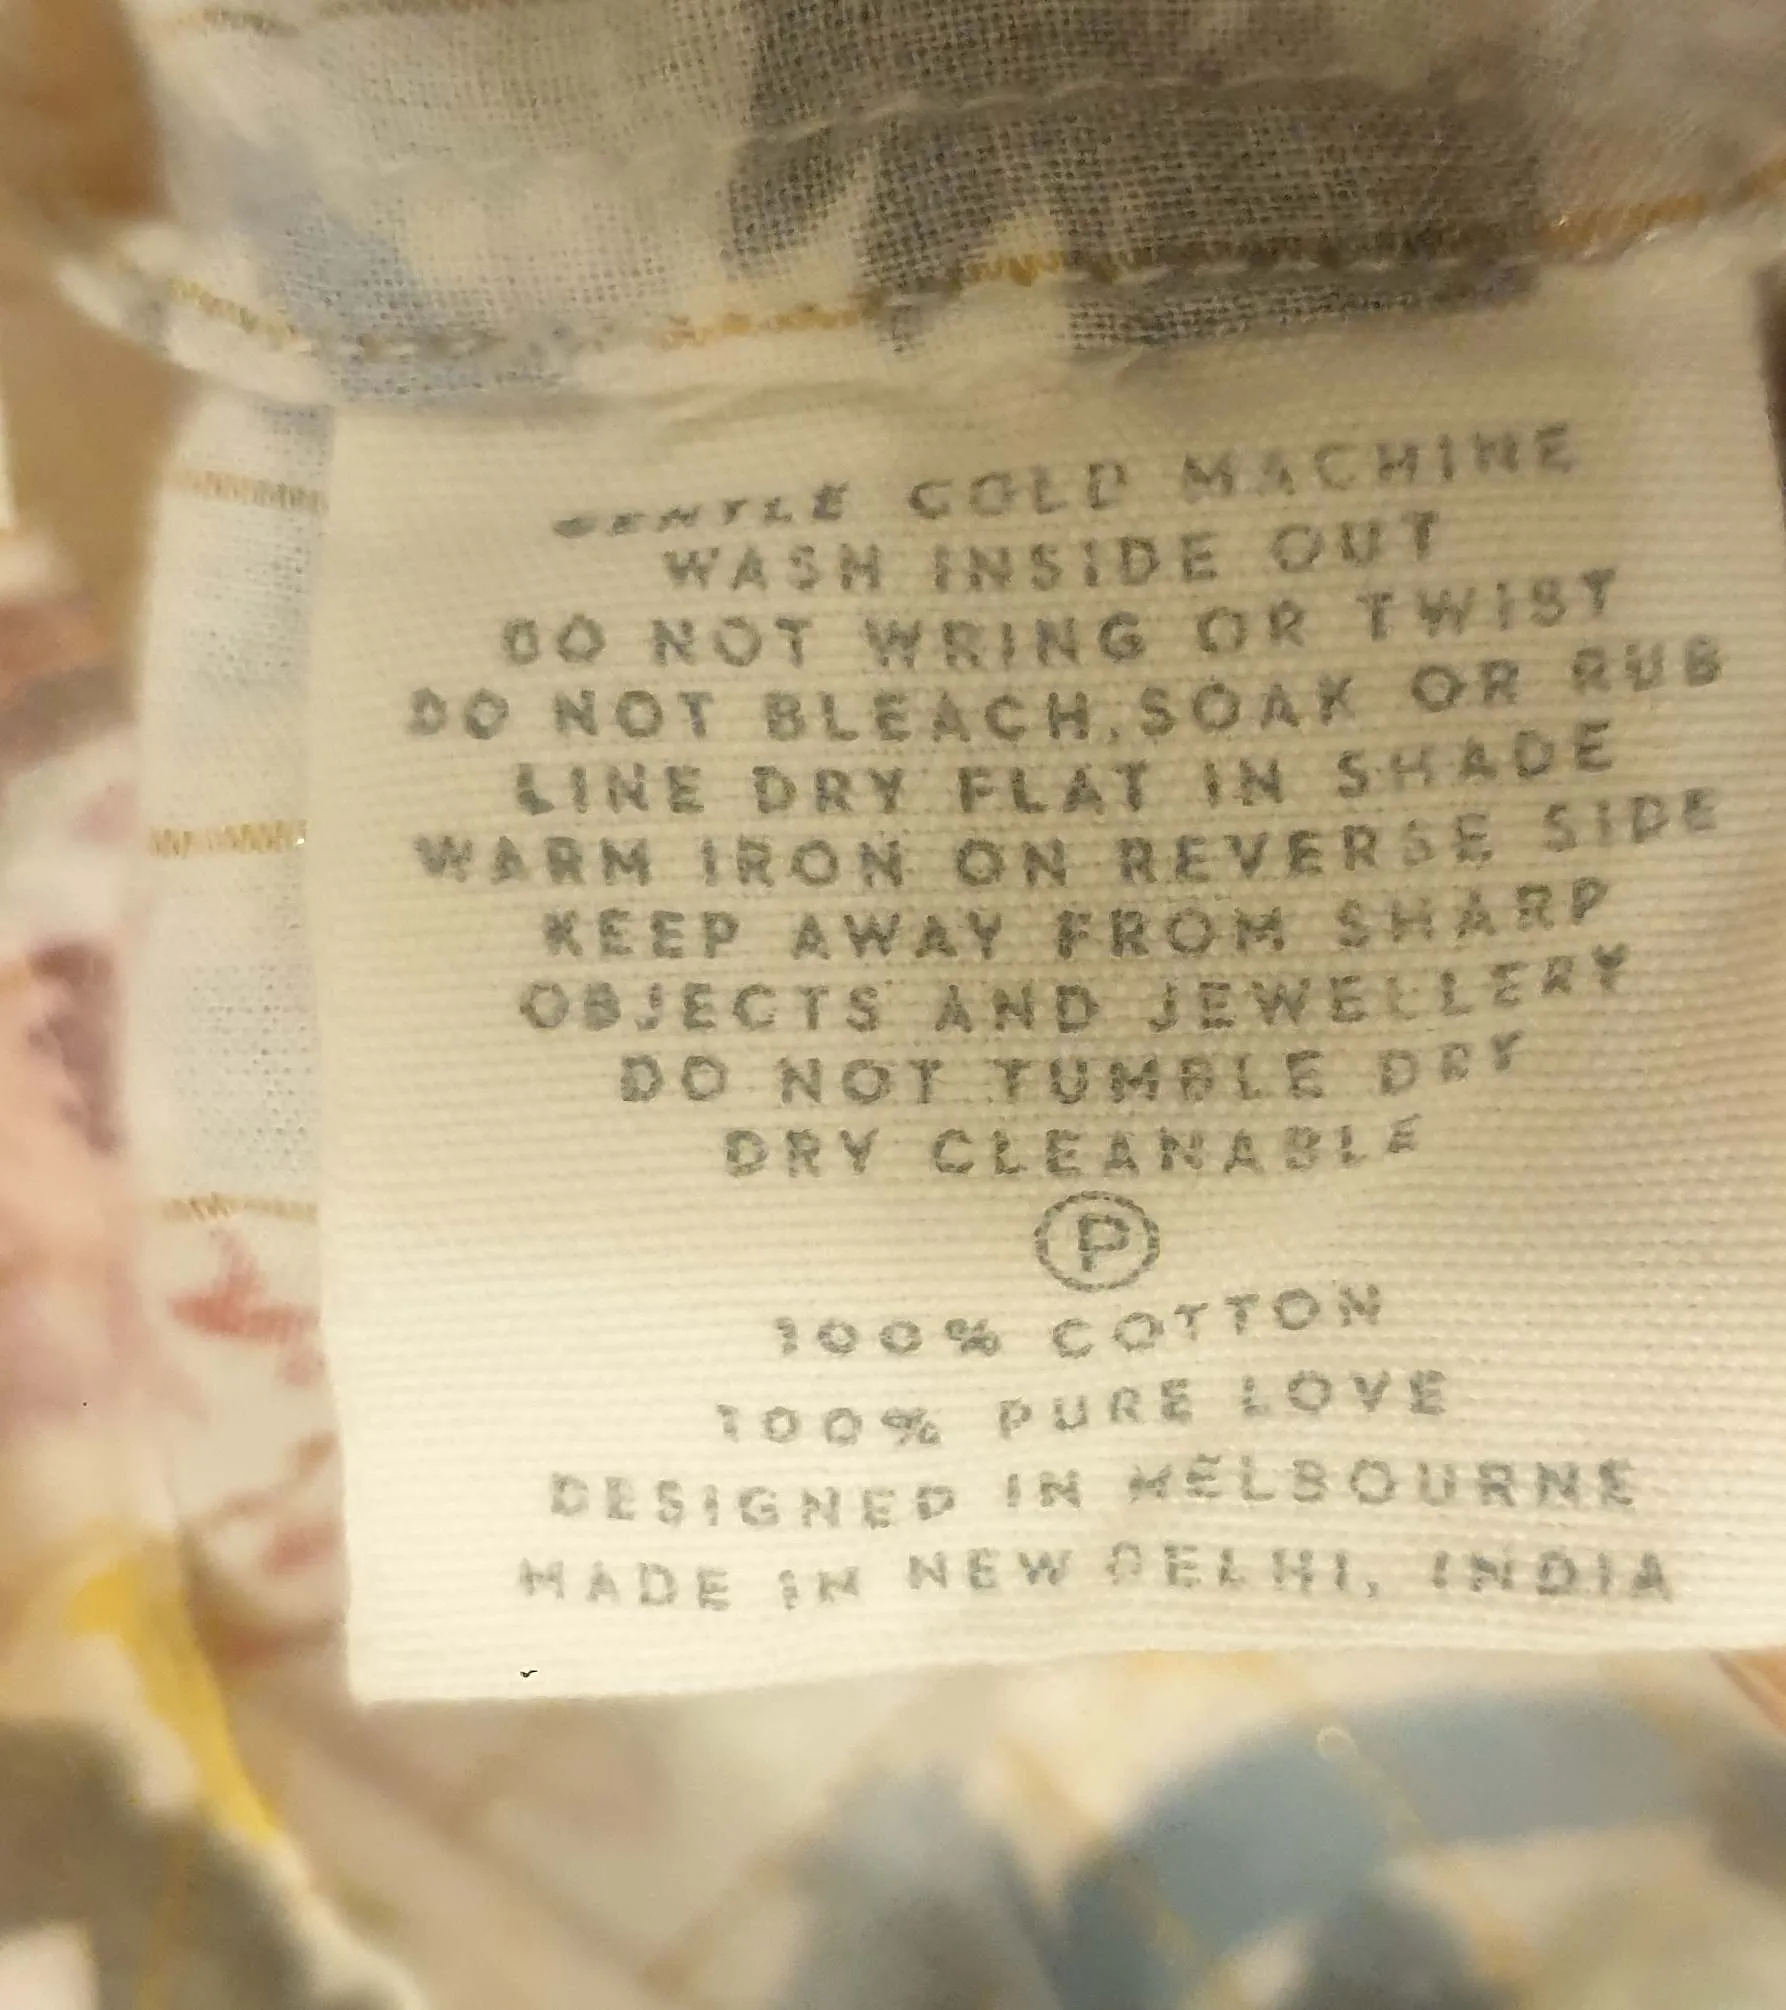 GENTLE COLD MACHINE
WASH INSIDE OUT
DO NOT WRING OR TWIST
DO NOT BLEACH,SOAK OR RUB
LINE DRY FLAT IN SHADE
WARM IRON ON REVERSE SIDE
KEEP AWAY FROM SHARP
OBJECTS AND JEWELLERY
DO NOT TUMBLE DRY
DRY CLEANABLE
P
100% COTTON
100% PURE LOVE
DESIGNED IN MELBOURNE
MADE IN NEW DELHI, INDIA